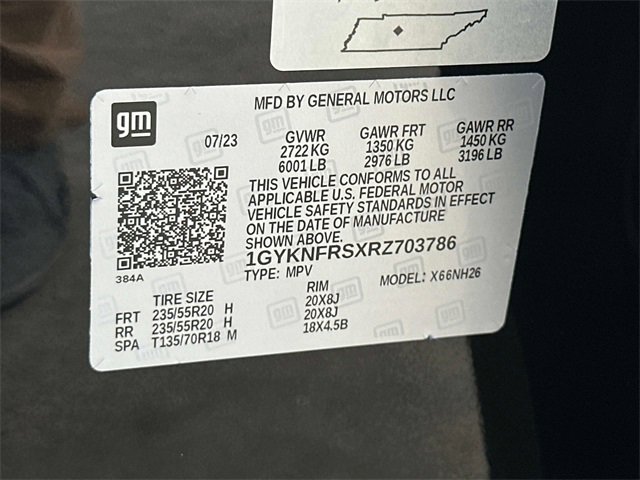 gm
MFD BY GENERAL MOTORS LLC
07/23
GVWR GAWR FRT GAWR RR
2722 KG 1350 KG 1450 KG
6001 LB 2976 LB 3196 LB
THIS VEHICLE CONFORMS TO ALL
APPLICABLE U.S. FEDERAL MOTOR
VEHICLE SAFETY STANDARDS IN EFFECT
ON THE DATE OF MANUFACTURE
SHOWN ABOVE.
1GYKNFRSXRZ703786
384A
TYPE: MPV MODEL: X66NH26
TIRE SIZE RIM
FRT 235/55R20 H 20X8J
RR 235/55R20 H 20X8J
SPA T135/70R18 M 18X4.5B